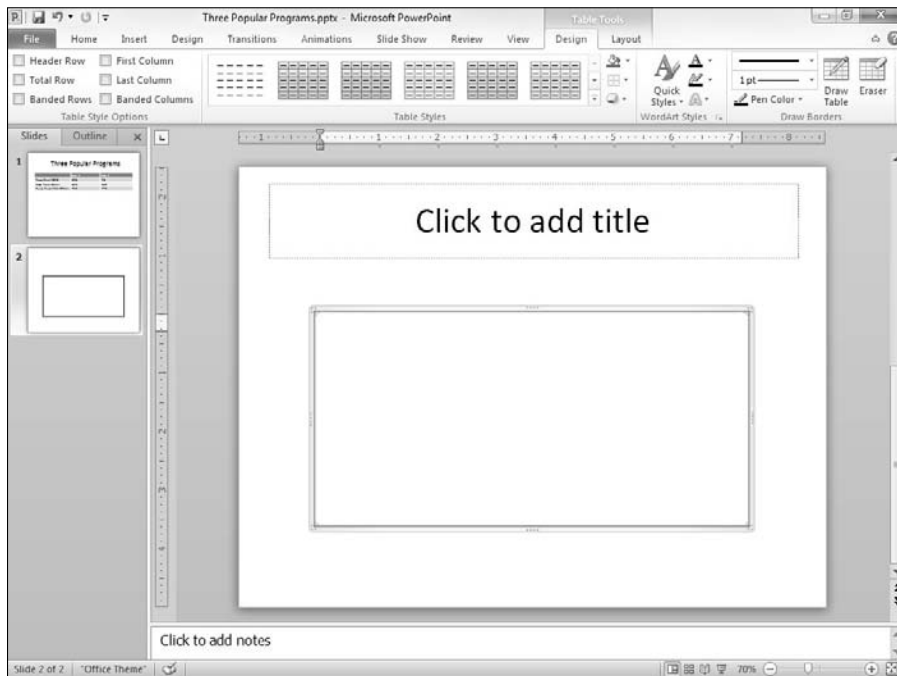 Three Popular Programs.pptx - Microsoft PowerPoint
Table Tools
File Home Insert Design Transitions Animations Slide Show Review View Design Layout
Header Row First Column
Total Row Last Column
Banded Rows Banded Columns
Quick Styles
1 pt
Pen Color
Draw Table
Eraser
Table Style Options Table Styles WordArt Styles Draw Borders
Slides Outline
1
Three Popular Programs
2
Click to add title
Click to add notes
Slide 2 of 2 "Office Theme" 70%